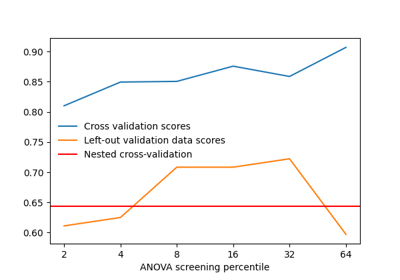 0.90
0.85
0.80
0.75
0.70
0.65
0.60
Cross validation scores
Left-out validation data scores
Nested cross-validation
2 4 8 16 32 64
ANOVA screening percentile